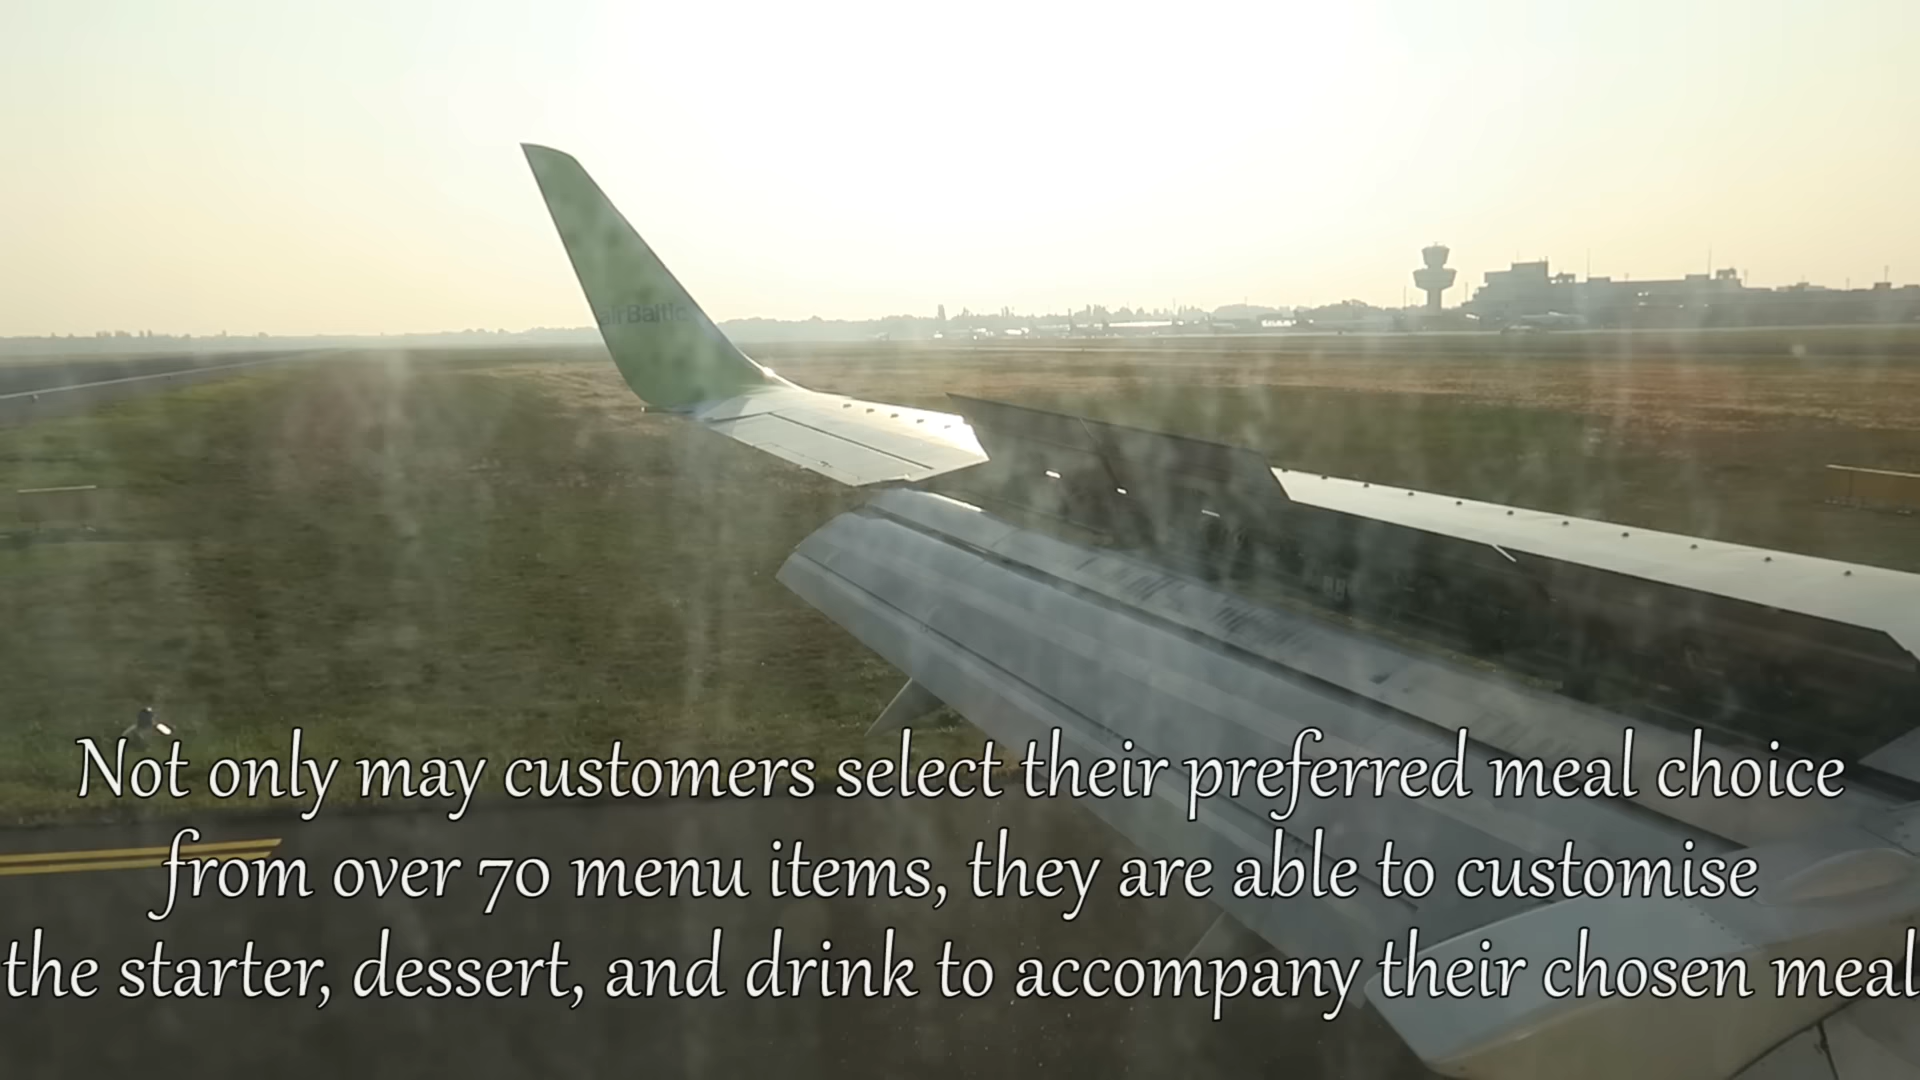 airBaltic
Not only may customers select their preferred meal choice
from over 70 menu items, they are able to customise
the starter, dessert, and drink to accompany their chosen meal